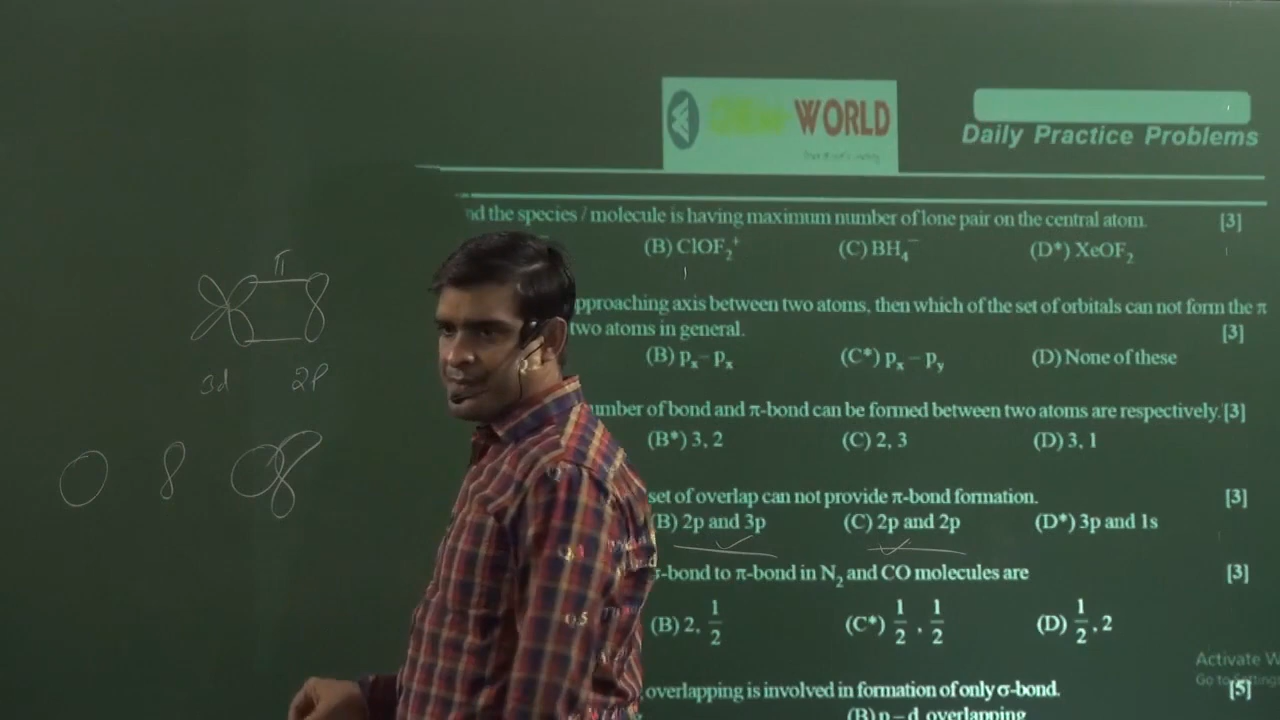 WORLD
Daily Practice Problems
nd the species / molecule is having maximum number of lone pair on the central atom. [3]
(B) ClOF₂⁺ (C) BH₄⁻ (D*) XeOF₂
pproaching axis between two atoms, then which of the set of orbitals can not form the π
two atoms in general. [3]
(B) pₓ – pₓ (C*) pₓ – p_y (D) None of these
umber of bond and π-bond can be formed between two atoms are respectively. [3]
(B*) 3, 2 (C) 2, 3 (D) 3, 1
set of overlap can not provide π-bond formation. [3]
(B) 2p and 3p (C) 2p and 2p (D*) 3p and 1s
σ-bond to π-bond in N₂ and CO molecules are [3]
(B) 2, 1/2 (C*) 1/2 , 1/2 (D) 1/2, 2
overlapping is involved in formation of only σ-bond. [5]
(B) p – d overlapping
π
3d 2p
Q.5
Activate W
Go to Settings